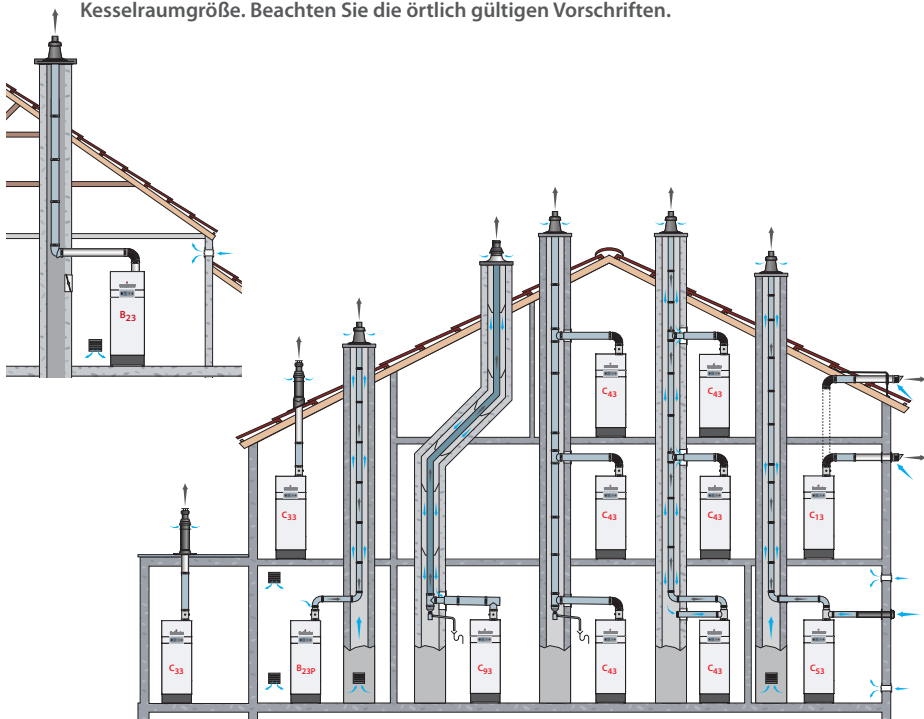 Kesselraumgröße. Beachten Sie die örtlich gültigen Vorschriften.
B23
C43
C43
C33
C43
C43
C13
C33
B23P
C93
C43
C43
C53